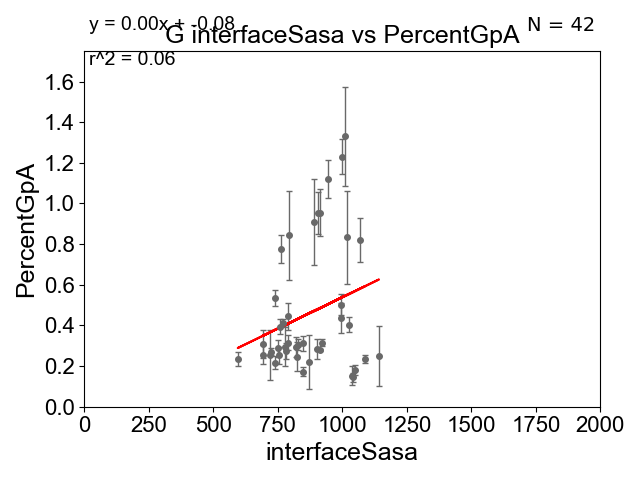 y = 0.00x + -0.08
N = 42
G interfaceSasa vs PercentGpA
r^2 = 0.06
PercentGpA
1.6
1.4
1.2
1.0
0.8
0.6
0.4
0.2
0.0
0 250 500 750 1000 1250 1500 1750 2000
interfaceSasa